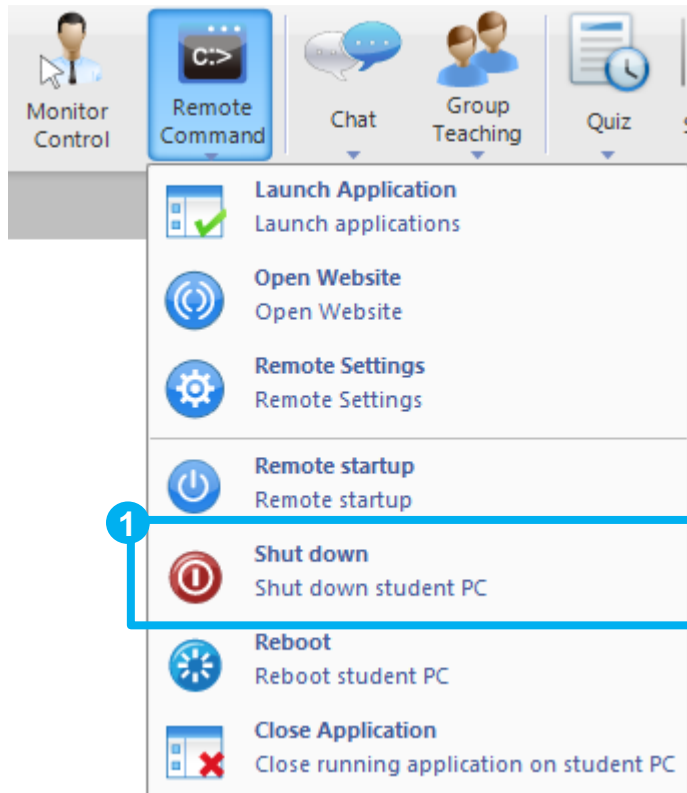 Monitor
Control
C:>
Remote
Command
Chat
Group
Teaching
Quiz
Launch Application
Launch applications
Open Website
Open Website
Remote Settings
Remote Settings
Remote startup
Remote startup
1
Shut down
Shut down student PC
Reboot
Reboot student PC
Close Application
Close running application on student PC